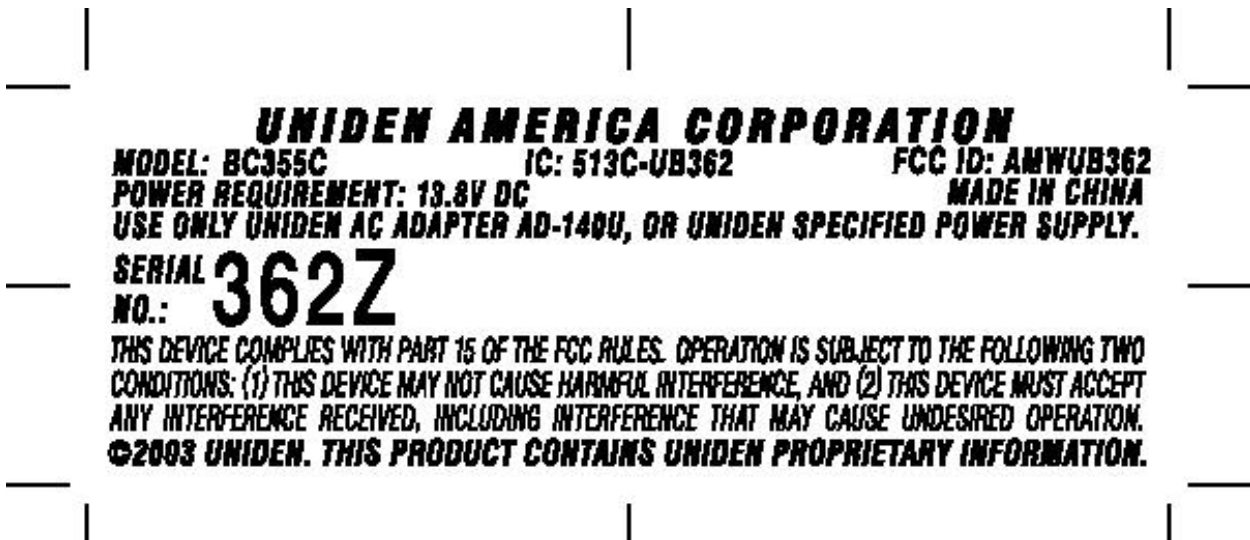 UNIDEN AMERICA CORPORATION
MODEL: BC355C IC: 513C-UB362 FCC ID: AMWUB362
POWER REQUIREMENT: 13.8V DC MADE IN CHINA
USE ONLY UNIDEN AC ADAPTER AD-140U, OR UNIDEN SPECIFIED POWER SUPPLY.
SERIAL NO.: 362Z
THIS DEVICE COMPLIES WITH PART 15 OF THE FCC RULES. OPERATION IS SUBJECT TO THE FOLLOWING TWO
CONDITIONS: (1) THIS DEVICE MAY NOT CAUSE HARMFUL INTERFERENCE, AND (2) THIS DEVICE MUST ACCEPT
ANY INTERFERENCE RECEIVED, INCLUDING INTERFERENCE THAT MAY CAUSE UNDESIRED OPERATION.
©2003 UNIDEN. THIS PRODUCT CONTAINS UNIDEN PROPRIETARY INFORMATION.